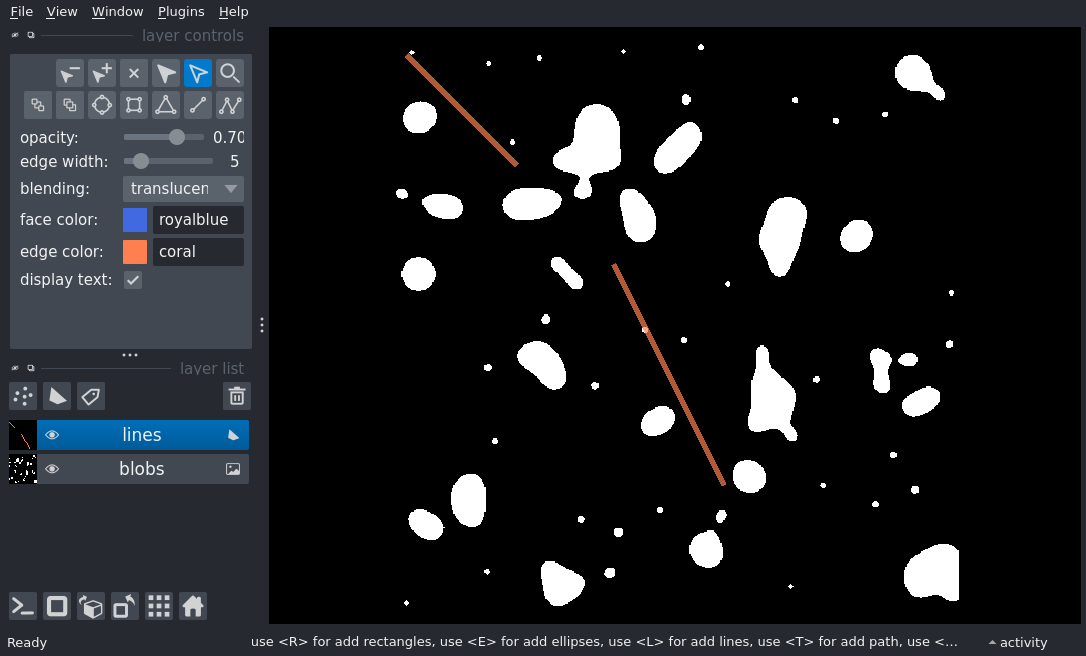 File View Window Plugins Help
layer controls
opacity: 0.70
edge width: 5
blending: translucen
face color: royalblue
edge color: coral
display text:
layer list
lines
blobs
Ready use <R> for add rectangles, use <E> for add ellipses, use <L> for add lines, use <T> for add path, use <... activity